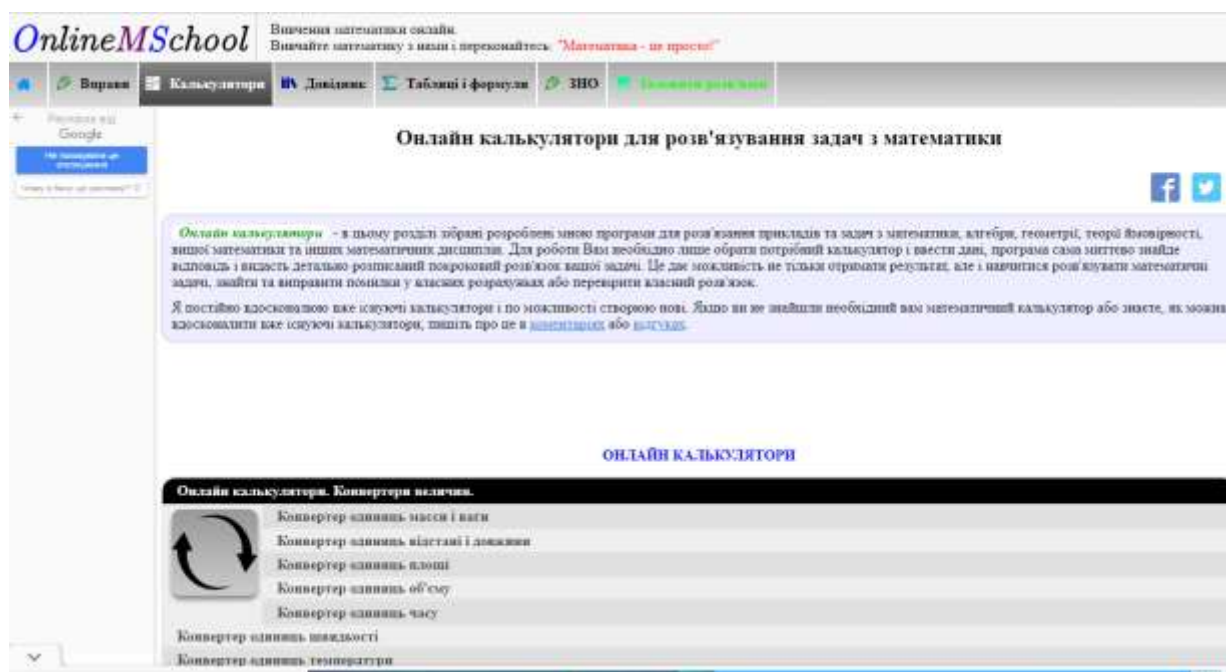 OnlineMSchool
Вивчення математики онлайн.
Вивчайте математику з нами і переконайтесь: "Математика - це просто!"
Вправи Калькулятори Довідник Таблиці і формули ЗНО
Реклама від
Google
Онлайн калькулятори для розв'язування задач з математики
Онлайн калькулятори - в цьому розділі зібрані розроблені мною програми для розв'язання прикладів та задач з математики, алгебри, геометрії, теорії ймовірності,
вищої математики та інших математичних дисциплін. Для роботи Вам необхідно лише обрати потрібний калькулятор і ввести дані, програма сама миттєво знайде
відповідь і видасть детально розписаний покроковий розв'язок вашої задачі. Це дає можливість не тільки отримати результат, але і навчитися розв'язувати математичні
задачі, знайти та виправити помилки у власних розрахунках або перевірити власний розв'язок.
Я постійно вдосконалюю вже існуючі калькулятори і по можливості створюю нові. Якщо ви не знайшли необхідний вам математичний калькулятор або знаєте, як можна
вдосконалити вже існуючі калькулятори, пишіть про це в коментаріях або відгуках.
ОНЛАЙН КАЛЬКУЛЯТОРИ
Онлайн калькулятори. Конвертери величин.
Конвертер одиниць масси і ваги
Конвертер одиниць відстані і довжини
Конвертер одиниць площі
Конвертер одиниць об'єму
Конвертер одиниць часу
Конвертер одиниць швидкості
Конвертер одиниць температури